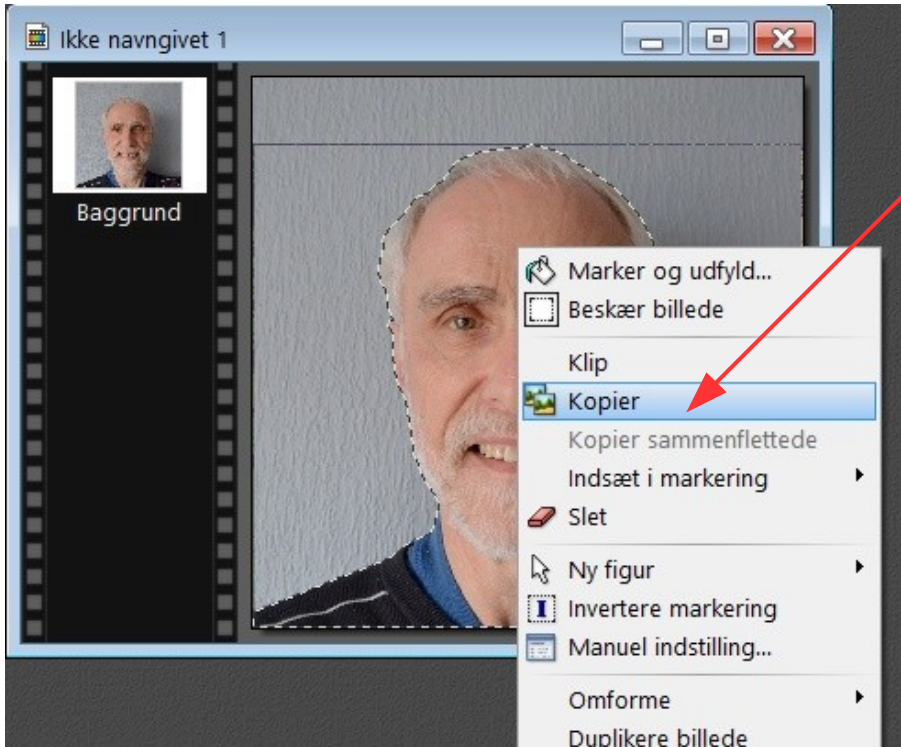 Ikke navngivet 1
Baggrund
Marker og udfyld...
Beskær billede
Klip
Kopier
Kopier sammenflettede
Indsæt i markering
Slet
Ny figur
Invertere markering
Manuel indstilling...
Omforme
Duplikere billede